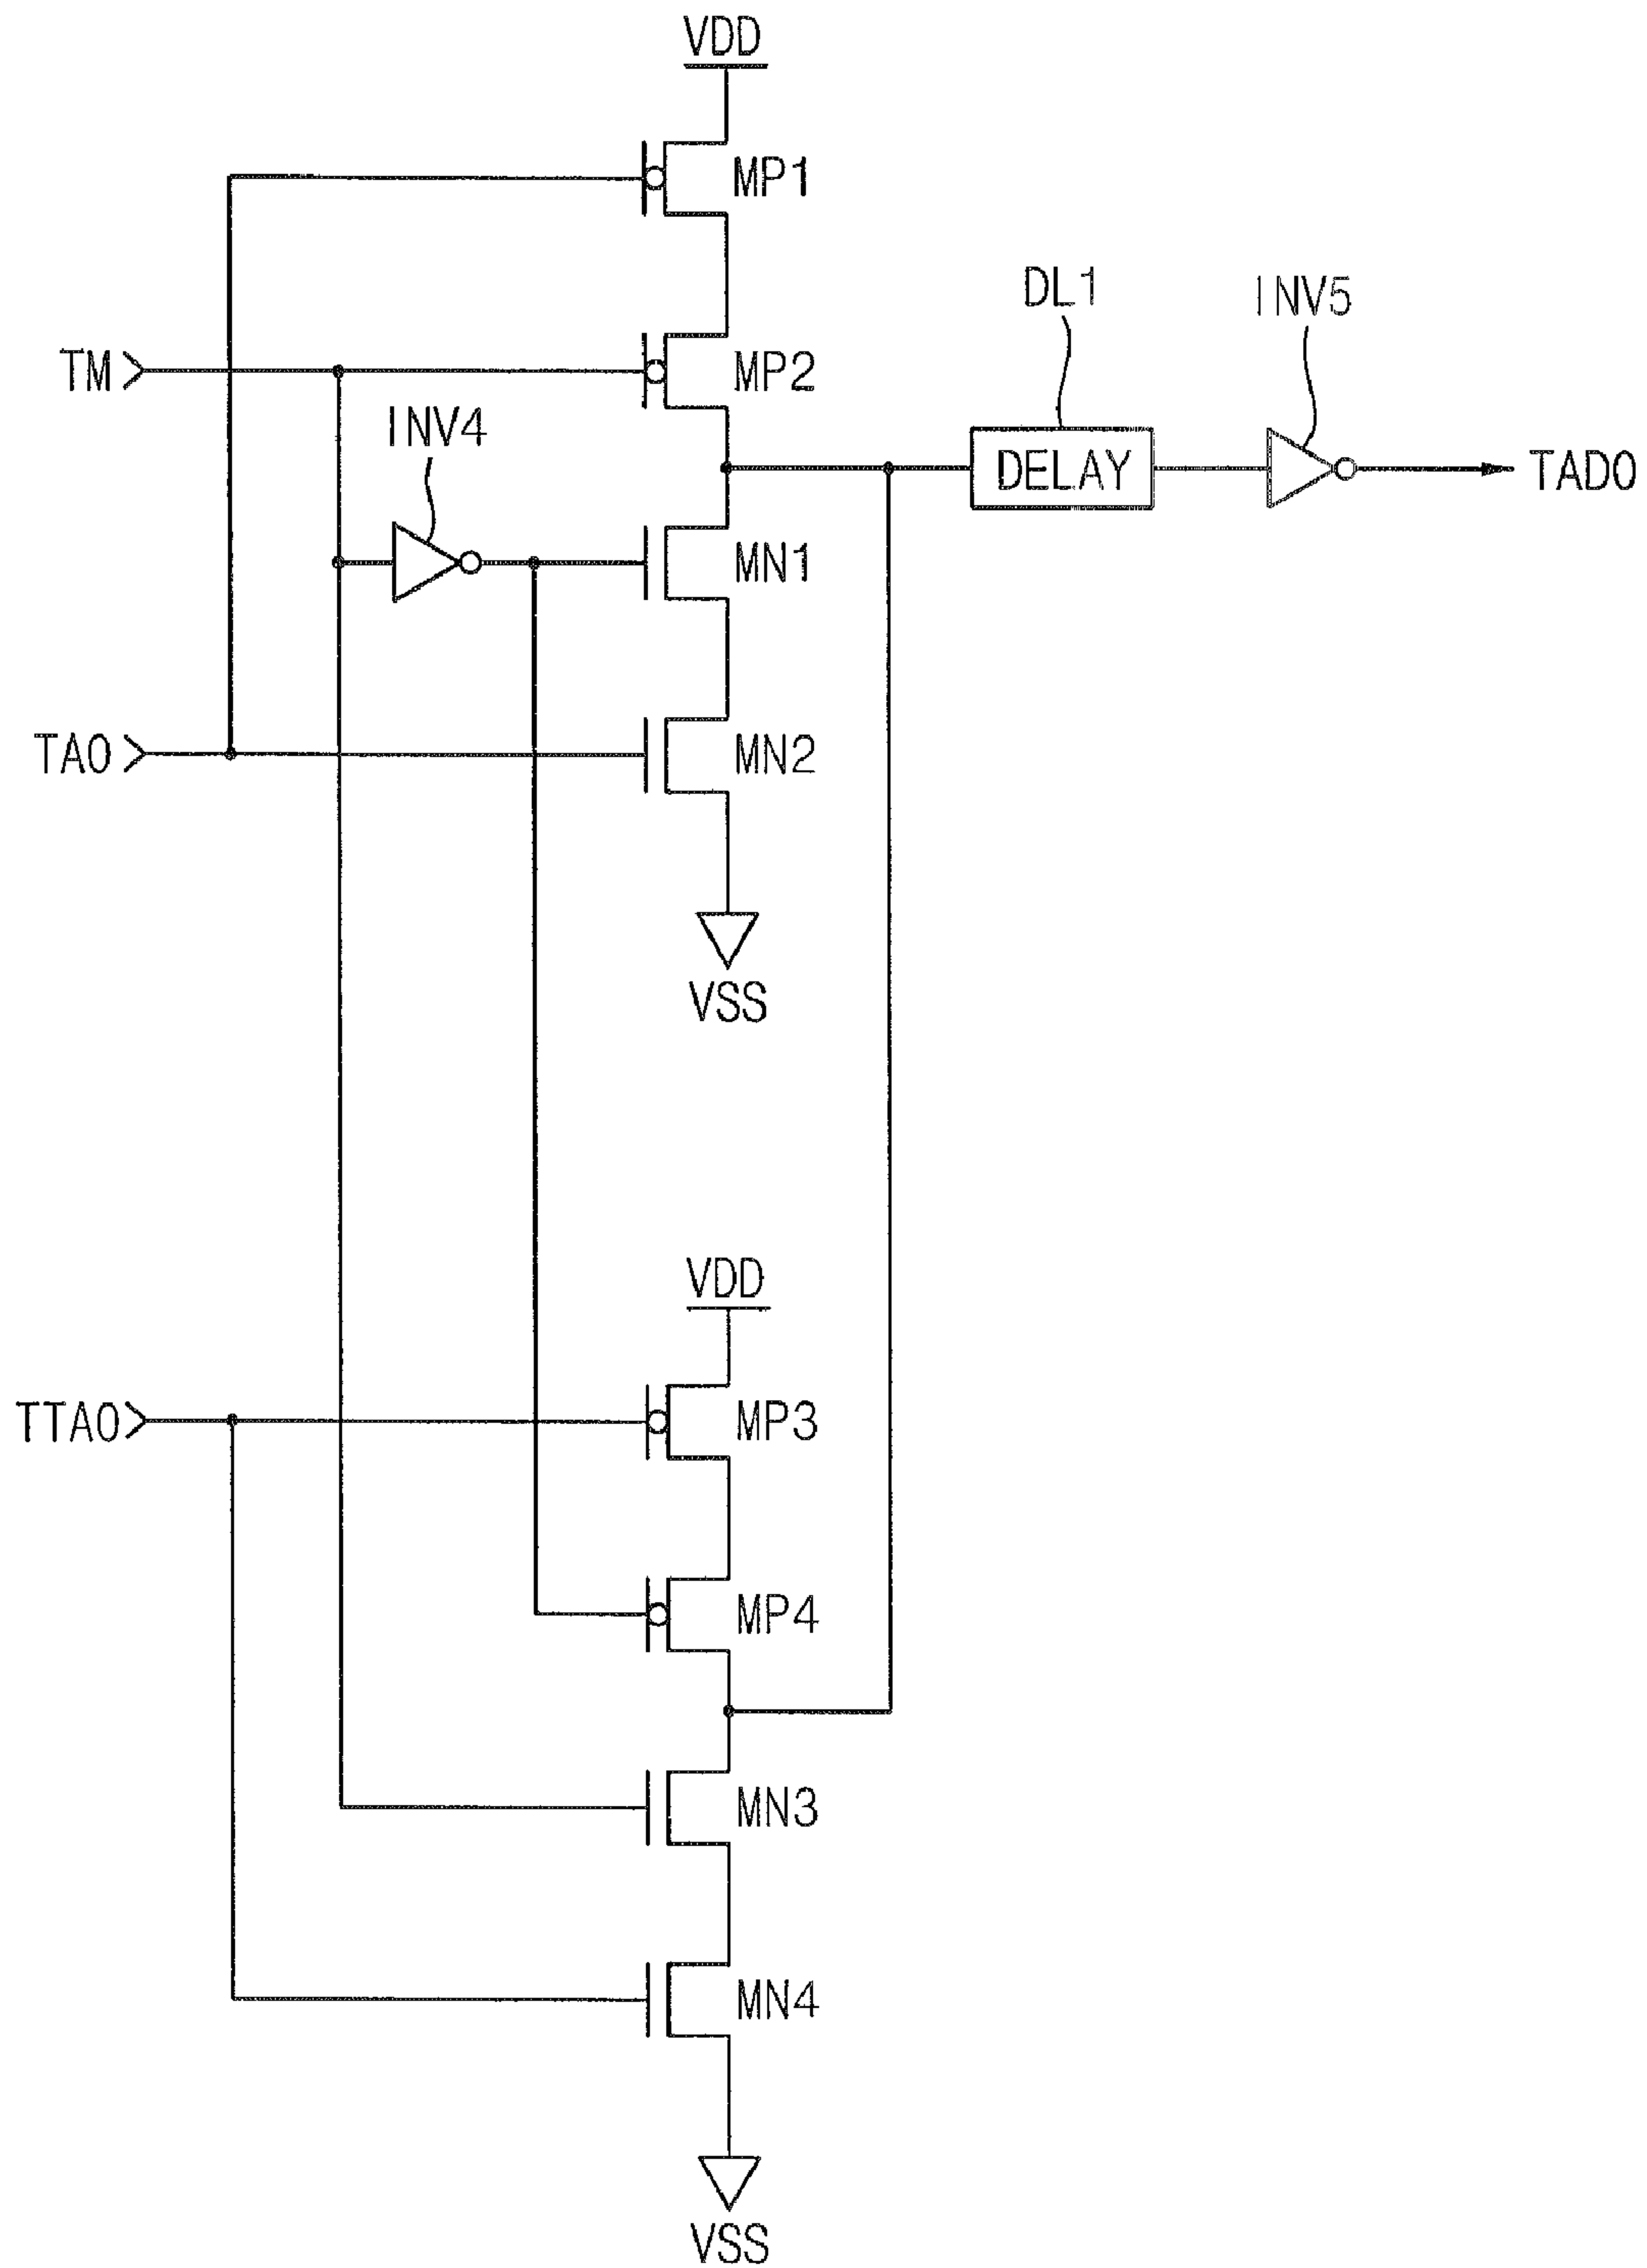 VDD
MP1
DL1
INV5
TM
MP2
INV4
DELAY
TAD0
MN1
TA0
MN2
VSS
VDD
TTA0
MP3
MP4
MN3
MN4
VSS